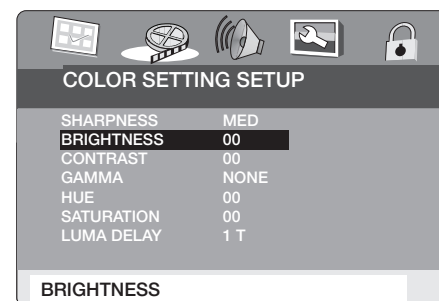 COLOR SETTING SETUP
SHARPNESS MED
BRIGHTNESS 00
CONTRAST 00
GAMMA NONE
HUE 00
SATURATION 00
LUMA DELAY 1 T
BRIGHTNESS